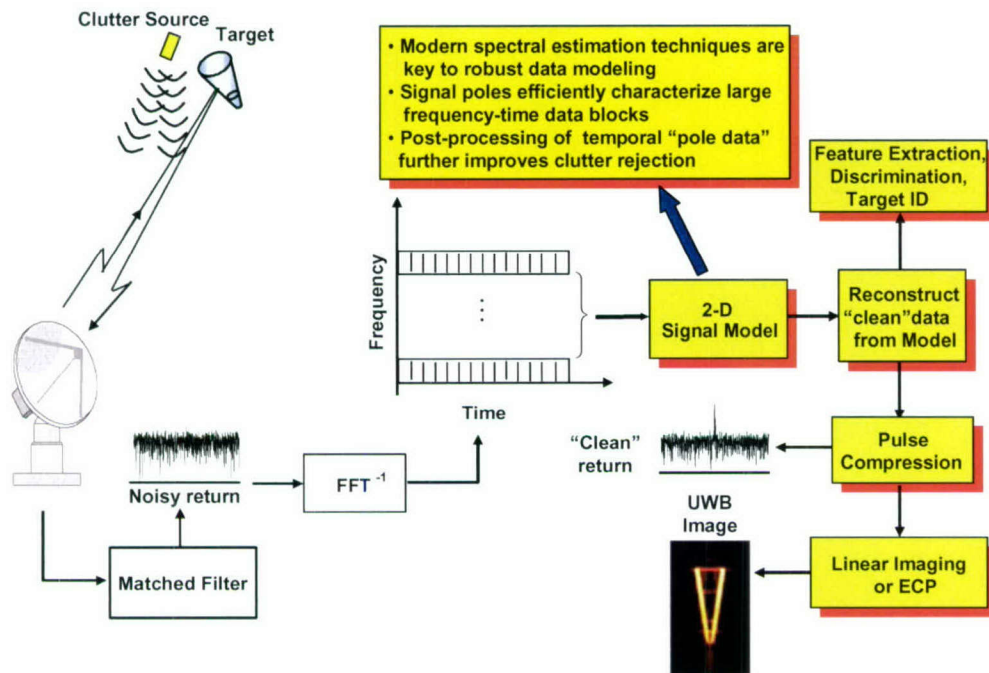 Clutter Source
Target
• Modern spectral estimation techniques are
key to robust data modeling
• Signal poles efficiently characterize large
frequency-time data blocks
• Post-processing of temporal “pole data”
further improves clutter rejection
Feature Extraction,
Discrimination,
Target ID
Frequency
...
Time
2-D
Signal Model
Reconstruct
“clean”data
from Model
Noisy return
FFT -1
Matched Filter
“Clean”
return
Pulse
Compression
UWB
Image
Linear Imaging
or ECP